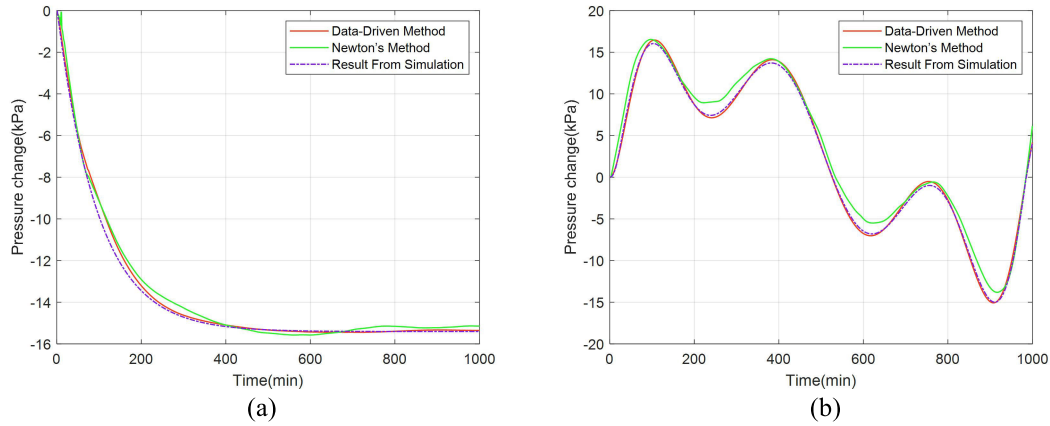 0
-2
-4
-6
-8
-10
-12
-14
-16
Pressure change(kPa)
0 200 400 600 800 1000
Time(min)
Data-Driven Method
Newton's Method
Result From Simulation
(a)
20
15
10
5
0
-5
-10
-15
-20
Pressure change(kPa)
0 200 400 600 800 1000
Time(min)
Data-Driven Method
Newton's Method
Result From Simulation
(b)